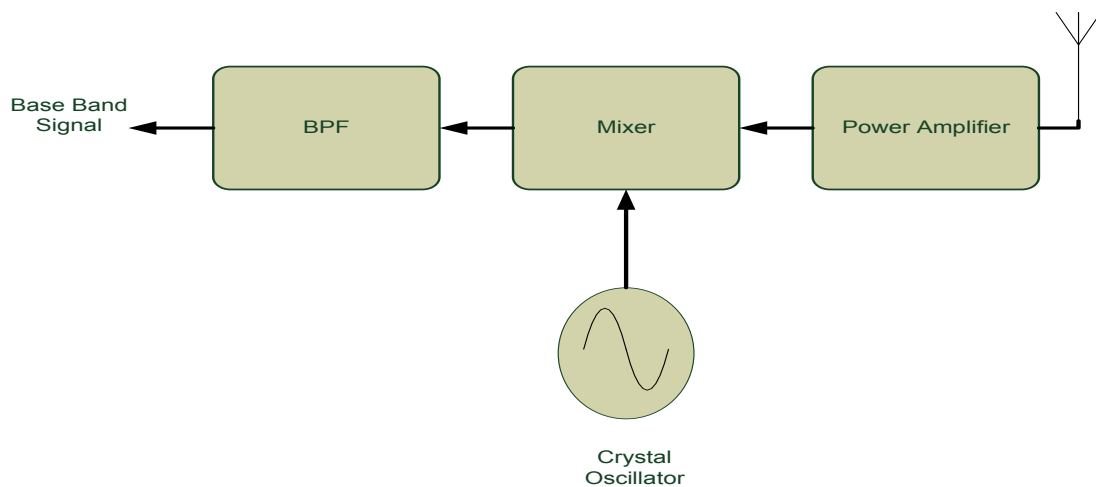 Base Band
Signal
BPF
Mixer
Power Amplifier
Crystal
Oscillator